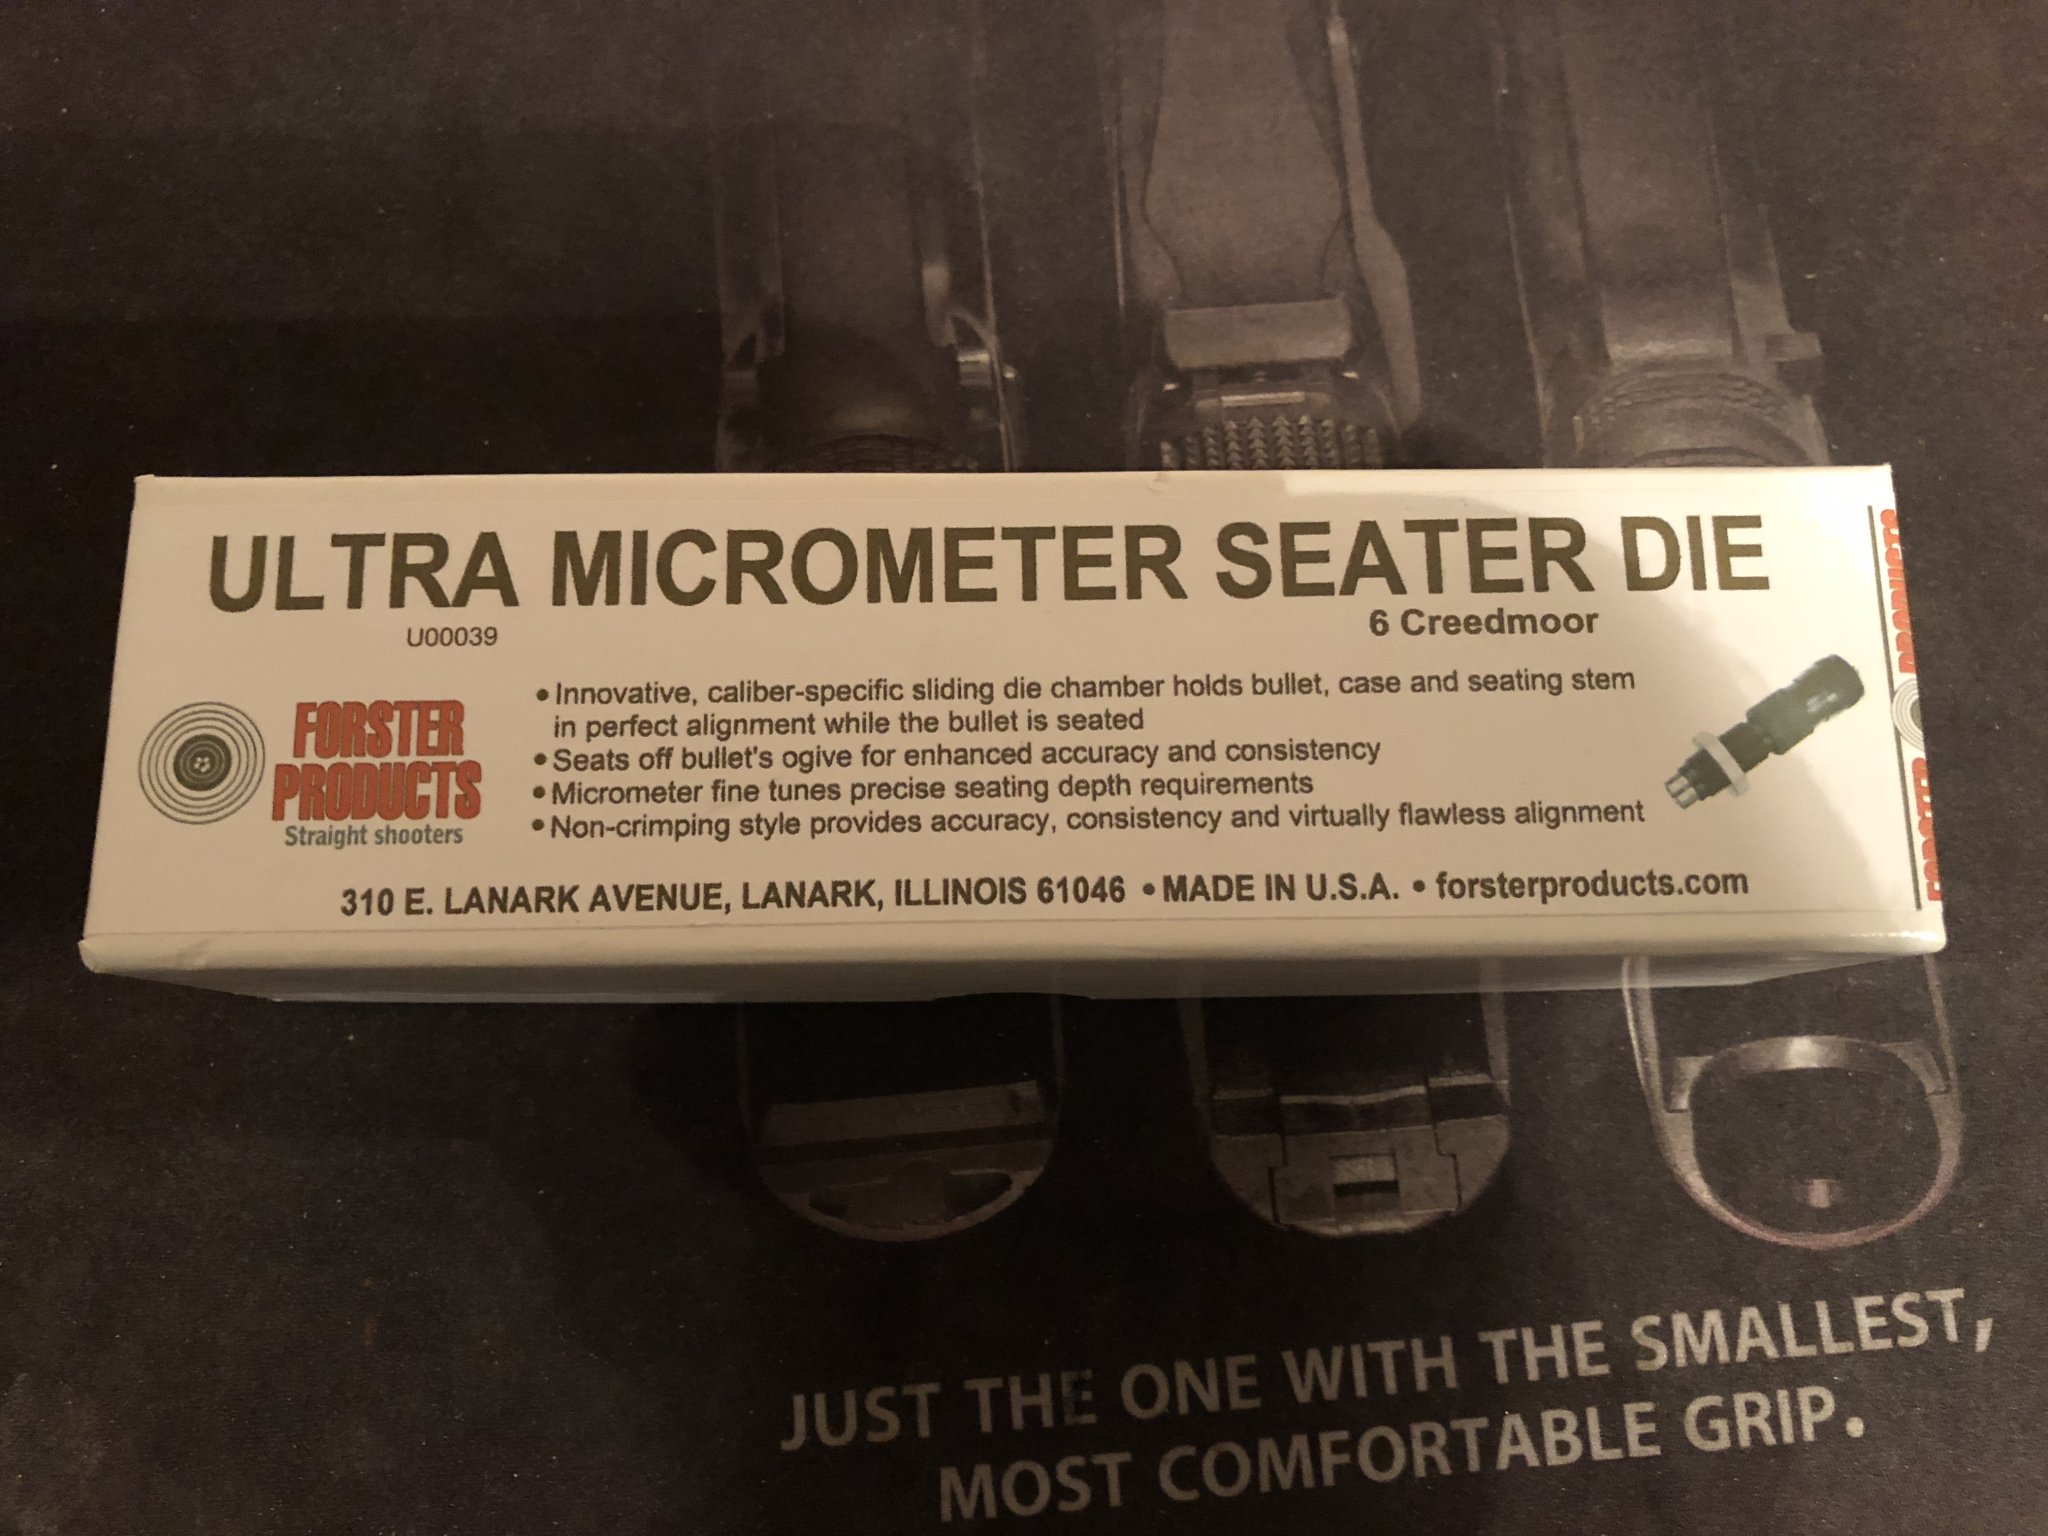 ULTRA MICROMETER SEATER DIE
U00039
6 Creedmoor
• Innovative, caliber-specific sliding die chamber holds bullet, case and seating stem
in perfect alignment while the bullet is seated
• Seats off bullet's ogive for enhanced accuracy and consistency
• Micrometer fine tunes precise seating depth requirements
• Non-crimping style provides accuracy, consistency and virtually flawless alignment
FORSTER
PRODUCTS
Straight shooters
310 E. LANARK AVENUE, LANARK, ILLINOIS 61046 • MADE IN U.S.A. • forsterproducts.com
FORSTER PRODUCTS
JUST THE ONE WITH THE SMALLEST,
MOST COMFORTABLE GRIP.